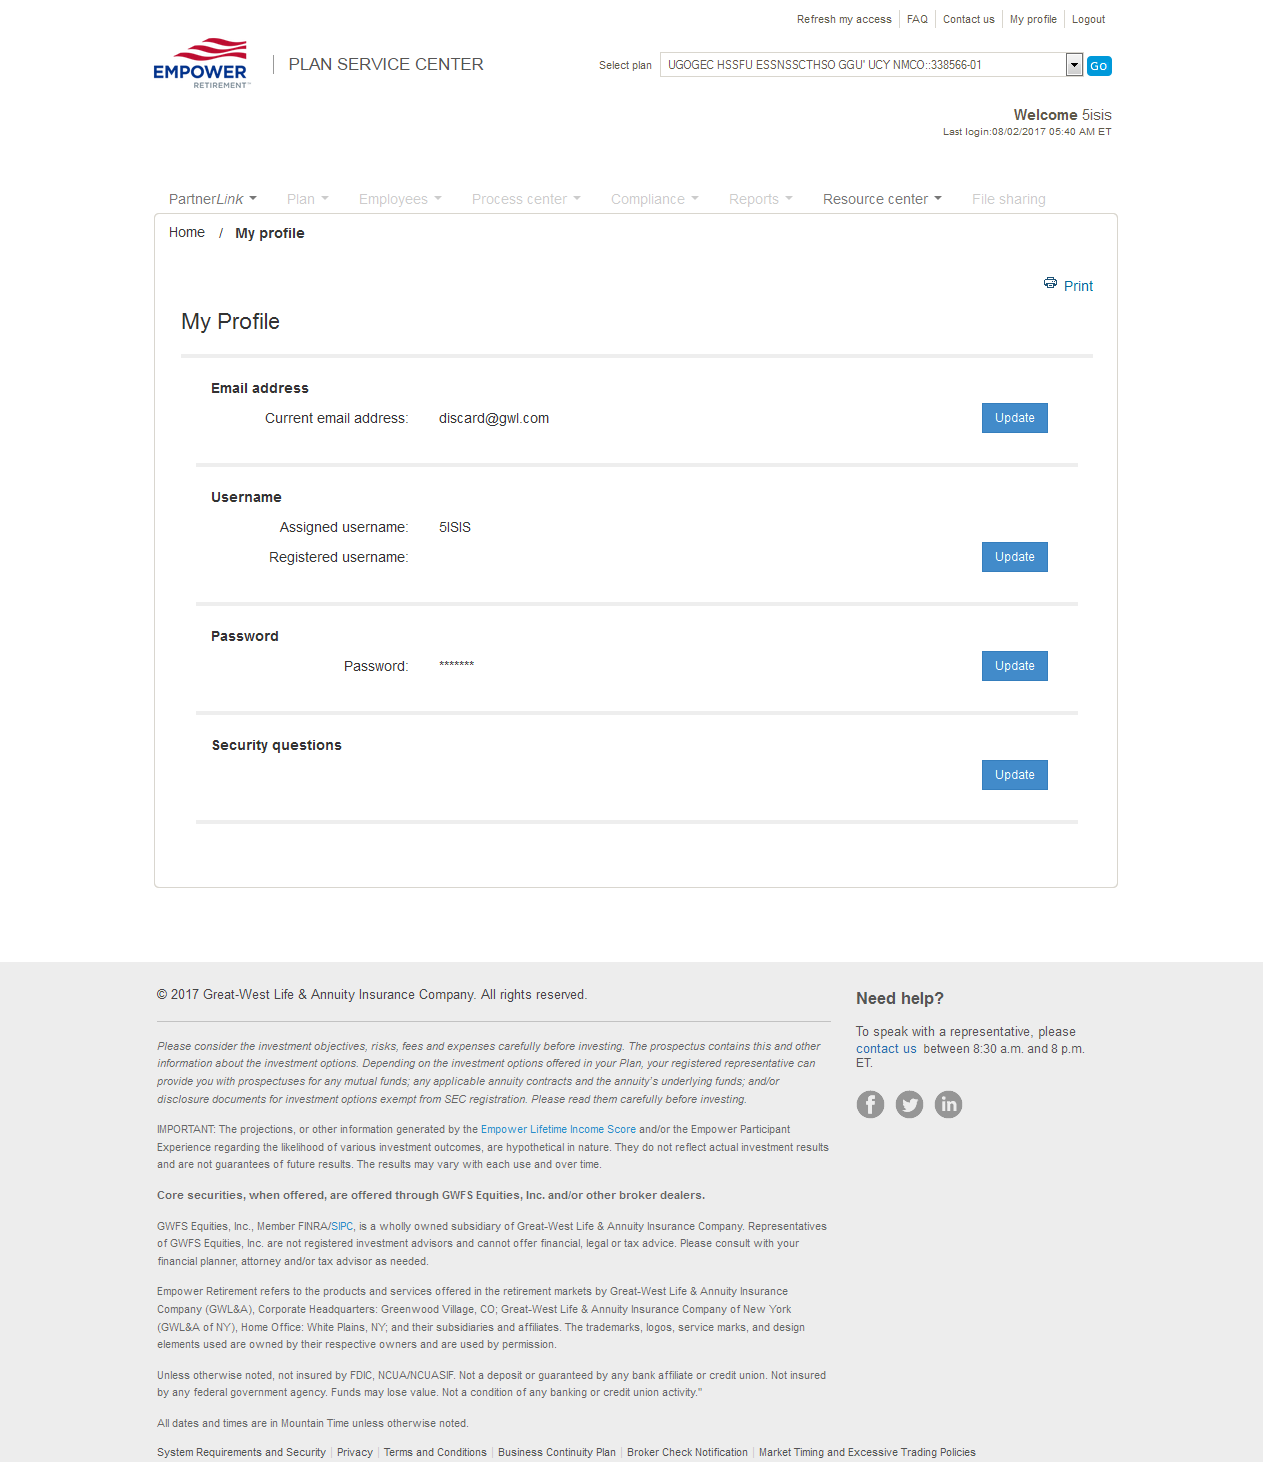 Refresh my access FAQ Contact us My profile Logout
EMPOWER
RETIREMENT™
PLAN SERVICE CENTER
Select plan UGOGEC HSSFU ESSNSSCTHSO GGU' UCY NMCO::338566-01 Go
Welcome 5isis
Last login:08/02/2017 05:40 AM ET
PartnerLink Plan Employees Process center Compliance Reports Resource center File sharing
Home / My profile
Print
My Profile
Email address
Current email address: discard@gwl.com Update
Username
Assigned username: 5ISIS
Registered username: Update
Password
Password: ******* Update
Security questions
Update
© 2017 Great-West Life & Annuity Insurance Company. All rights reserved.
Please consider the investment objectives, risks, fees and expenses carefully before investing. The prospectus contains this and other
information about the investment options. Depending on the investment options offered in your Plan, your registered representative can
provide you with prospectuses for any mutual funds; any applicable annuity contracts and the annuity's underlying funds; and/or
disclosure documents for investment options exempt from SEC registration. Please read them carefully before investing.
IMPORTANT: The projections, or other information generated by the Empower Lifetime Income Score and/or the Empower Participant
Experience regarding the likelihood of various investment outcomes, are hypothetical in nature. They do not reflect actual investment results
and are not guarantees of future results. The results may vary with each use and over time.
Core securities, when offered, are offered through GWFS Equities, Inc. and/or other broker dealers.
GWFS Equities, Inc., Member FINRA/SIPC, is a wholly owned subsidiary of Great-West Life & Annuity Insurance Company. Representatives
of GWFS Equities, Inc. are not registered investment advisors and cannot offer financial, legal or tax advice. Please consult with your
financial planner, attorney and/or tax advisor as needed.
Empower Retirement refers to the products and services offered in the retirement markets by Great-West Life & Annuity Insurance
Company (GWL&A), Corporate Headquarters: Greenwood Village, CO; Great-West Life & Annuity Insurance Company of New York
(GWL&A of NY), Home Office: White Plains, NY; and their subsidiaries and affiliates. The trademarks, logos, service marks, and design
elements used are owned by their respective owners and are used by permission.
Unless otherwise noted, not insured by FDIC, NCUA/NCUASIF. Not a deposit or guaranteed by any bank affiliate or credit union. Not insured
by any federal government agency. Funds may lose value. Not a condition of any banking or credit union activity."
All dates and times are in Mountain Time unless otherwise noted.
System Requirements and Security Privacy Terms and Conditions Business Continuity Plan Broker Check Notification Market Timing and Excessive Trading Policies
Need help?
To speak with a representative, please
contact us between 8:30 a.m. and 8 p.m.
ET.